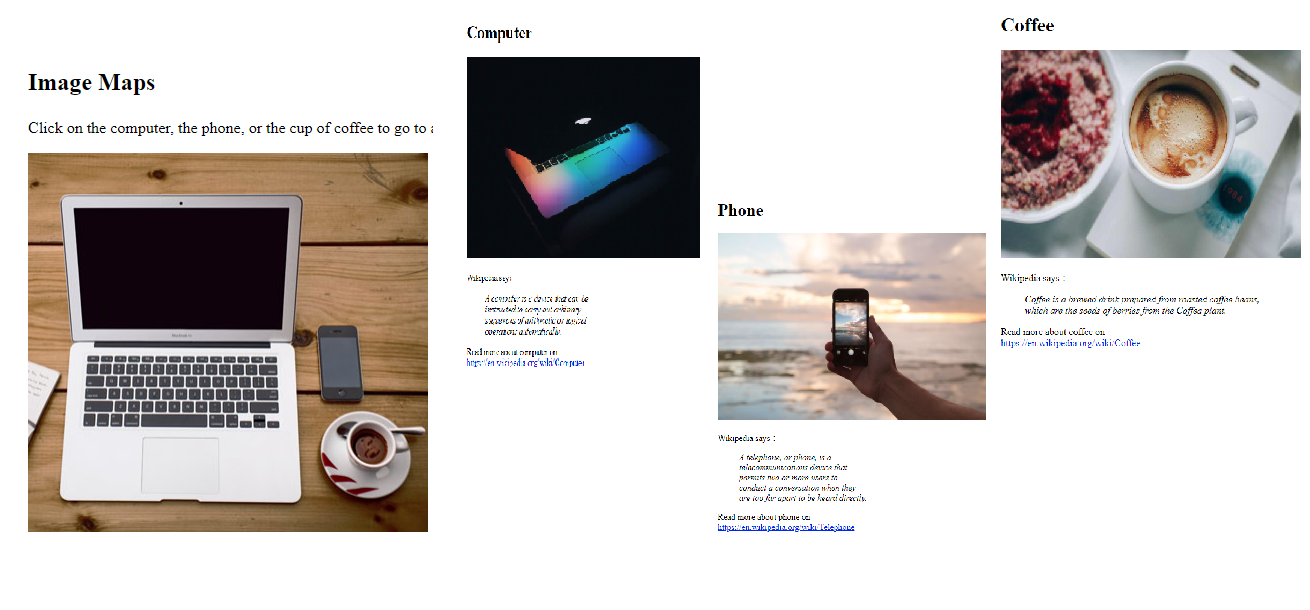 Image Maps
Click on the computer, the phone, or the cup of coffee to go to
Computer
Wikipedia says
A computer is a device that can be
instructed to carry out arbitrary
sequences of arithmetic or logical
operations automatically.
Read more about computer on
https://en.wikipedia.org/wiki/Computer
Phone
Wikipedia says :
A telephone, or phone, is a
telecommunications device that
permits two or more users to
conduct a conversation when they
are too far apart to be heard directly.
Read more about phone on
https://en.wikipedia.org/wiki/Telephone
Coffee
1984
Wikipedia says :
Coffee is a brewed drink prepared from roasted coffee beans,
which are the seeds of berries from the Coffea plant.
Read more about coffee on
https://en.wikipedia.org/wiki/Coffee